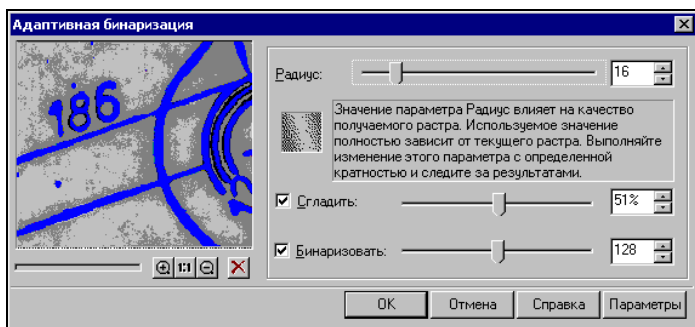 Адаптивная бинаризация
186
Радиус:
16
Значение параметра Радиус влияет на качество
получаемого растра. Используемое значение
полностью зависит от текущего растра. Выполняйте
изменение этого параметра с определенной
кратностью и следите за результатами.
Сгладить:
51%
Бинаризовать:
128
1:1
OK
Отмена
Справка
Параметры